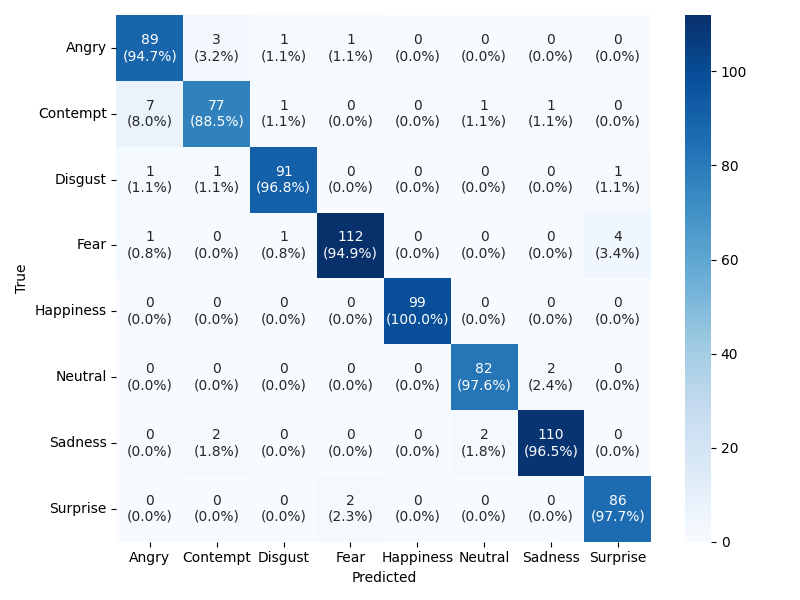 Angry 89 3 1 1 0 0 0 0
(94.7%) (3.2%) (1.1%) (1.1%) (0.0%) (0.0%) (0.0%) (0.0%)
Contempt 7 77 1 0 0 1 1 0
(8.0%) (88.5%) (1.1%) (0.0%) (0.0%) (1.1%) (1.1%) (0.0%)
Disgust 1 1 91 0 0 0 0 1
(1.1%) (1.1%) (96.8%) (0.0%) (0.0%) (0.0%) (0.0%) (1.1%)
Fear 1 0 1 112 0 0 0 4
(0.8%) (0.0%) (0.8%) (94.9%) (0.0%) (0.0%) (0.0%) (3.4%)
Happiness 0 0 0 0 99 0 0 0
(0.0%) (0.0%) (0.0%) (0.0%) (100.0%) (0.0%) (0.0%) (0.0%)
Neutral 0 0 0 0 0 82 2 0
(0.0%) (0.0%) (0.0%) (0.0%) (0.0%) (97.6%) (2.4%) (0.0%)
Sadness 0 2 0 0 0 2 110 0
(0.0%) (1.8%) (0.0%) (0.0%) (0.0%) (1.8%) (96.5%) (0.0%)
Surprise 0 0 0 2 0 0 0 86
(0.0%) (0.0%) (0.0%) (2.3%) (0.0%) (0.0%) (0.0%) (97.7%)
Angry Contempt Disgust Fear Happiness Neutral Sadness Surprise
Predicted
True
100
80
60
40
20
0